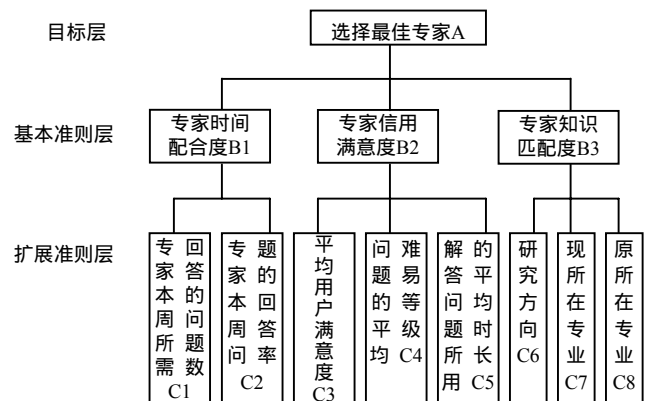 目标层
选择最佳专家A
基本准则层
专家时间
配合度B1
专家信用
满意度B2
专家知识
匹配度B3
扩展准则层
专家本周所需
回答的问题数
C1
专家本周问
题的回答率
C2
平均用户满意度
C3
问题的平均
难易等级
C4
解答问题所用
的平均时长
C5
研究方向
C6
现所在专业
C7
原所在专业
C8